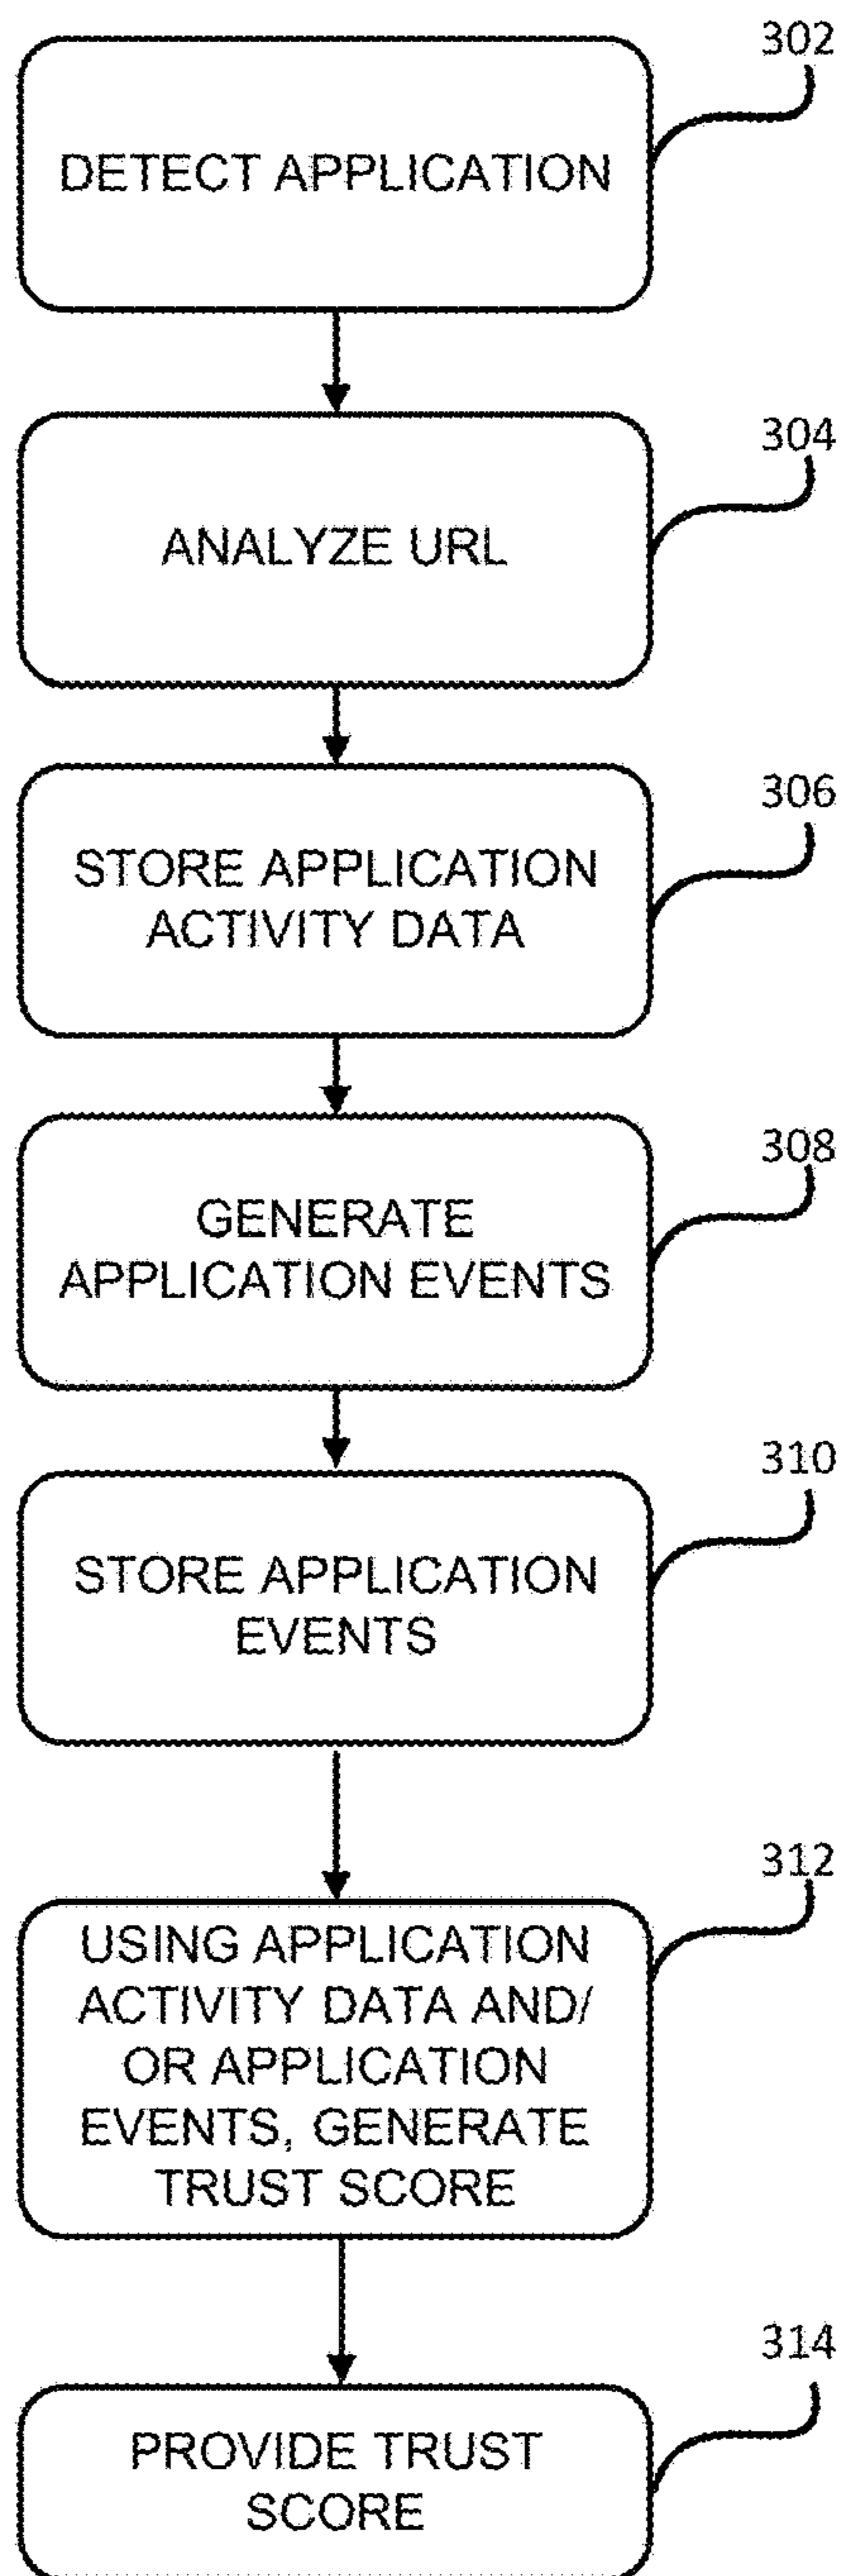 302
DETECT APPLICATION
304
ANALYZE URL
306
STORE APPLICATION
ACTIVITY DATA
308
GENERATE
APPLICATION EVENTS
310
STORE APPLICATION
EVENTS
312
USING APPLICATION
ACTIVITY DATA AND/
OR APPLICATION
EVENTS, GENERATE
TRUST SCORE
314
PROVIDE TRUST
SCORE